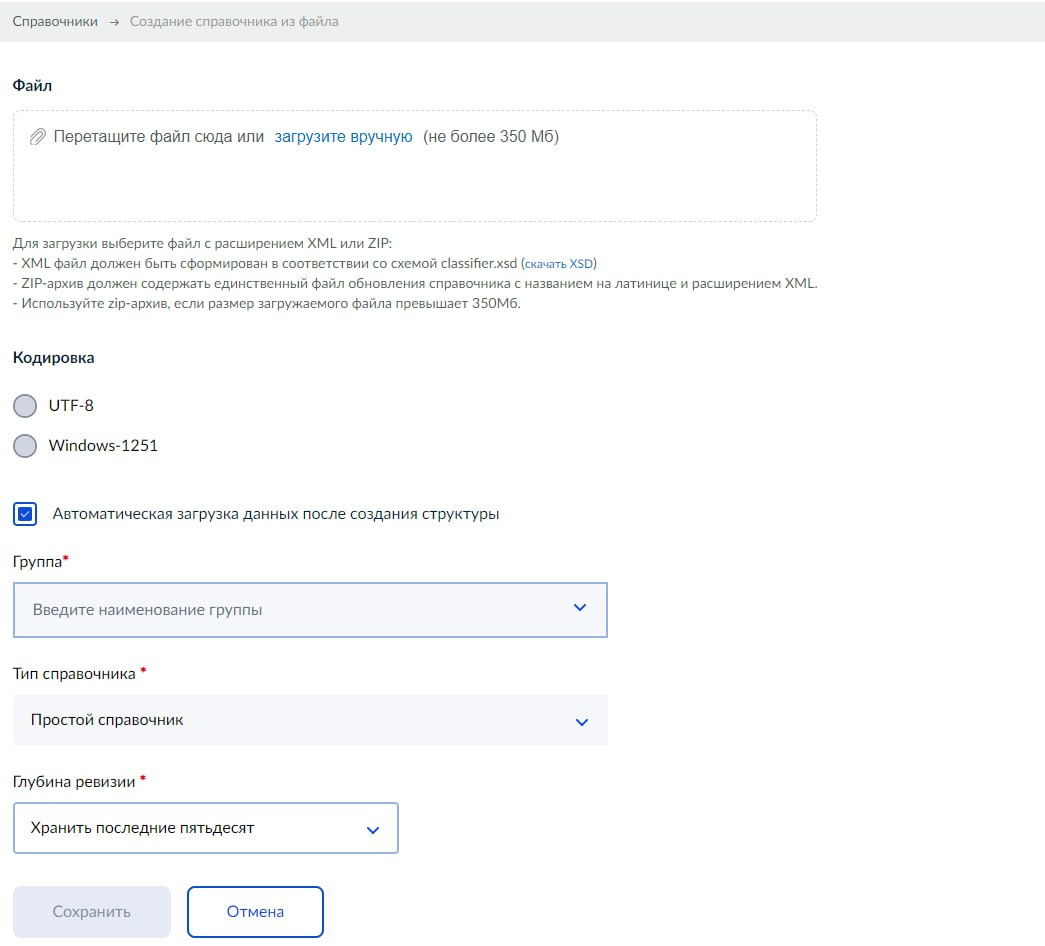 Справочники → Создание справочника из файла
Файл
Перетащите файл сюда или загрузите вручную (не более 350 Мб)
Для загрузки выберите файл с расширением XML или ZIP:
- XML файл должен быть сформирован в соответствии со схемой classifier.xsd (скачать XSD)
- ZIP-архив должен содержать единственный файл обновления справочника с названием на латинице и расширением XML.
- Используйте zip-архив, если размер загружаемого файла превышает 350Мб.
Кодировка
UTF-8
Windows-1251
Автоматическая загрузка данных после создания структуры
Группа*
Введите наименование группы
Тип справочника *
Простой справочник
Глубина ревизии *
Хранить последние пятьдесят
Сохранить
Отмена